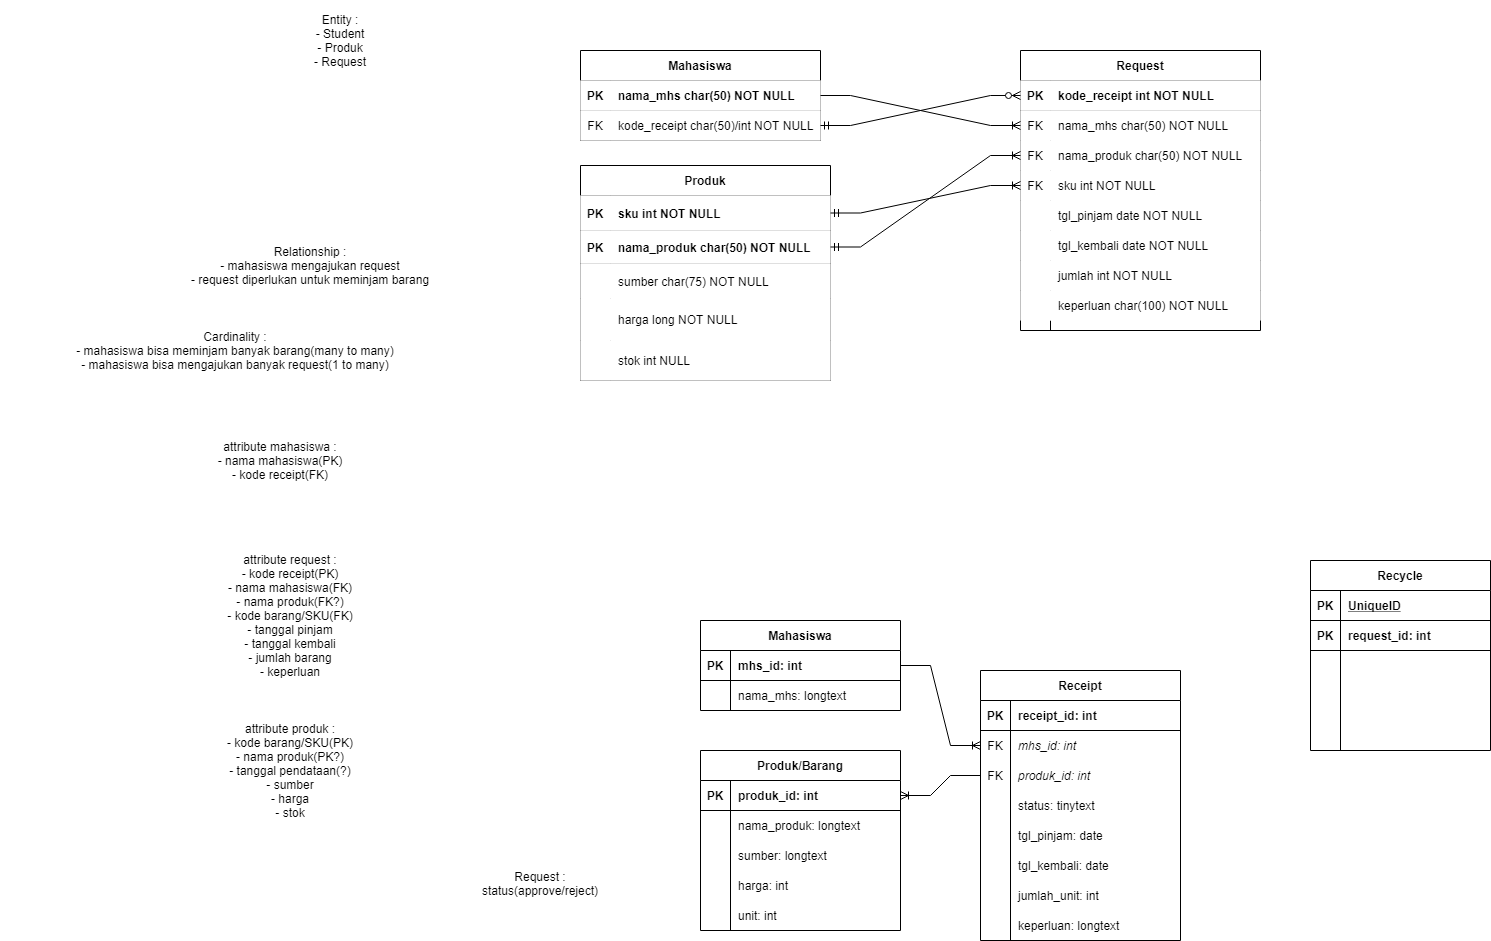 Entity :
- Student
- Produk
- Request
Relationship :
- mahasiswa mengajukan request
- request diperlukan untuk meminjam barang
Cardinality :
- mahasiswa bisa meminjam banyak barang(many to many)
- mahasiswa bisa mengajukan banyak request(1 to many)
attribute mahasiswa :
- nama mahasiswa(PK)
- kode receipt(FK)
attribute request :
- kode receipt(PK)
- nama mahasiswa(FK)
- nama produk(FK?)
- kode barang/SKU(FK)
- tanggal pinjam
- tanggal kembali
- jumlah barang
- keperluan
attribute produk :
- kode barang/SKU(PK)
- nama produk(PK?)
- tanggal pendataan(?)
- sumber
- harga
- stok
Request :
status(approve/reject)
Mahasiswa
PK nama_mhs char(50) NOT NULL
FK kode_receipt char(50)/int NOT NULL
Produk
PK sku int NOT NULL
PK nama_produk char(50) NOT NULL
sumber char(75) NOT NULL
harga long NOT NULL
stok int NULL
Request
PK kode_receipt int NOT NULL
FK nama_mhs char(50) NOT NULL
FK nama_produk char(50) NOT NULL
FK sku int NOT NULL
tgl_pinjam date NOT NULL
tgl_kembali date NOT NULL
jumlah int NOT NULL
keperluan char(100) NOT NULL
Mahasiswa
PK mhs_id: int
nama_mhs: longtext
Produk/Barang
PK produk_id: int
nama_produk: longtext
sumber: longtext
harga: int
unit: int
Receipt
PK receipt_id: int
FK mhs_id: int
FK produk_id: int
status: tinytext
tgl_pinjam: date
tgl_kembali: date
jumlah_unit: int
keperluan: longtext
Recycle
PK UniqueID
PK request_id: int